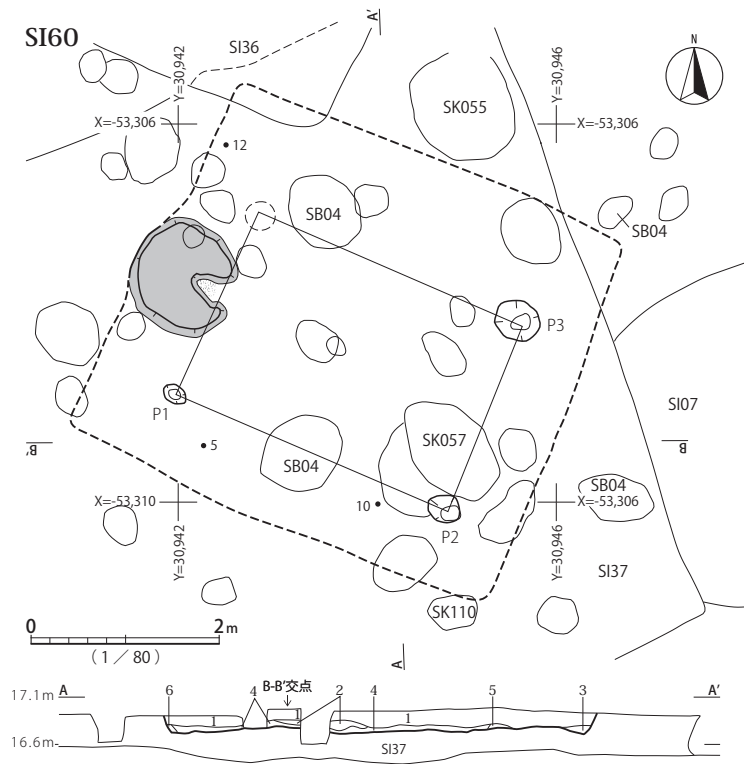 SI60
A'
N
SI36
Y=30,942
Y=30,946
SK055
X=-53,306
X=-53,306
12
SB04
SB04
P3
P1
SI07
B'
5
SK057
B
SB04
SB04
X=-53,310
10
X=-53,306
P2
Y=30,942
Y=30,946
SI37
SK110
0 2m
(1/80)
A
B-B'交点
17.1m A 6 4 2 4 5 3 A'
1 1 1
16.6m SI37